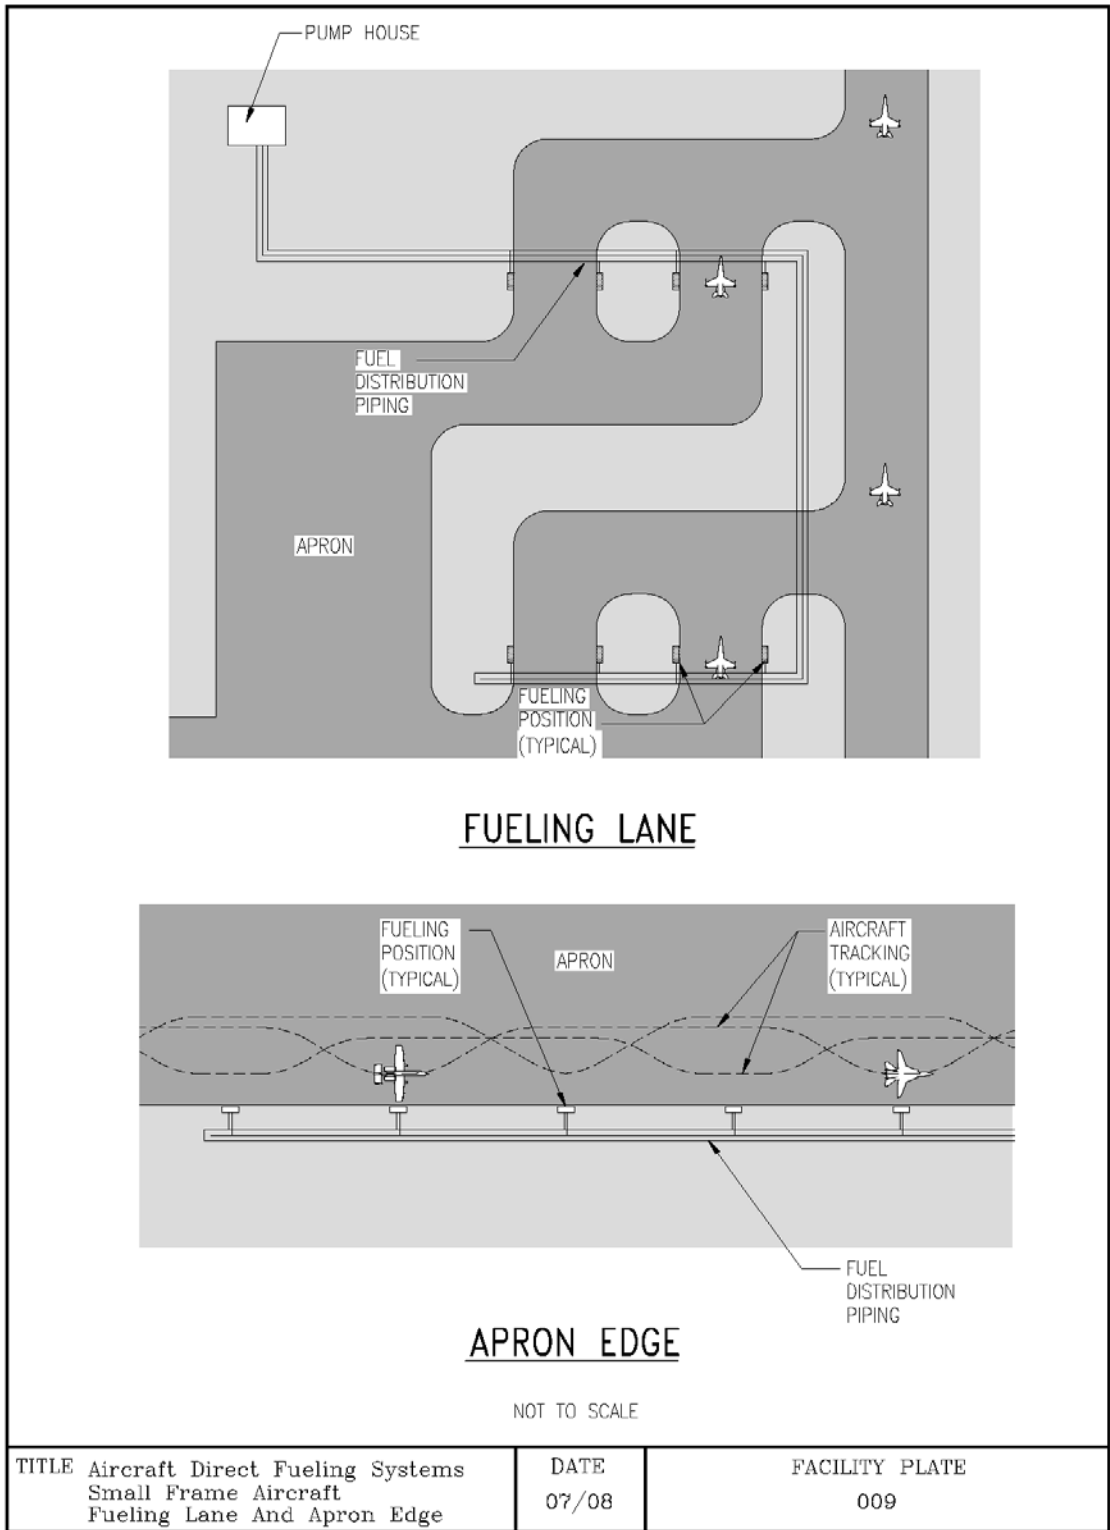 PUMP HOUSE
FUEL
DISTRIBUTION
PIPING
APRON
FUELING
POSITION
(TYPICAL)
FUELING LANE
FUELING
POSITION
(TYPICAL)
APRON
AIRCRAFT
TRACKING
(TYPICAL)
FUEL
DISTRIBUTION
PIPING
APRON EDGE
NOT TO SCALE
TITLE Aircraft Direct Fueling Systems
Small Frame Aircraft
Fueling Lane And Apron Edge
DATE
07/08
FACILITY PLATE
009